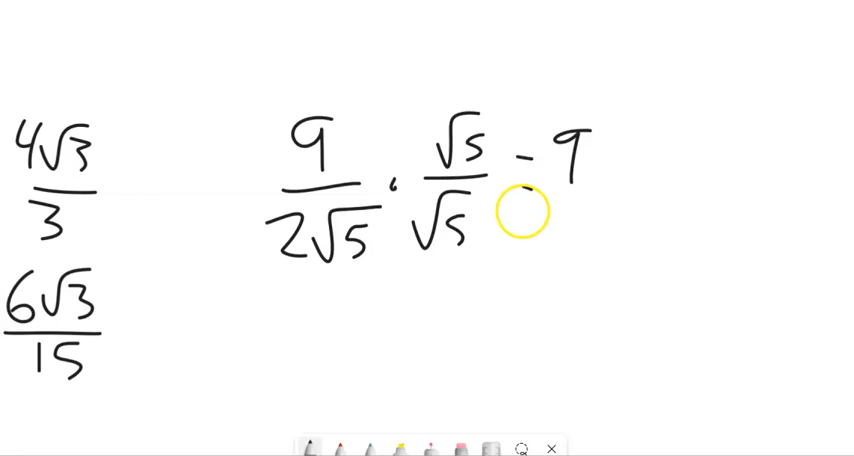 4√3
3
6√3
15
9/(2√5) · √5/√5 = 9